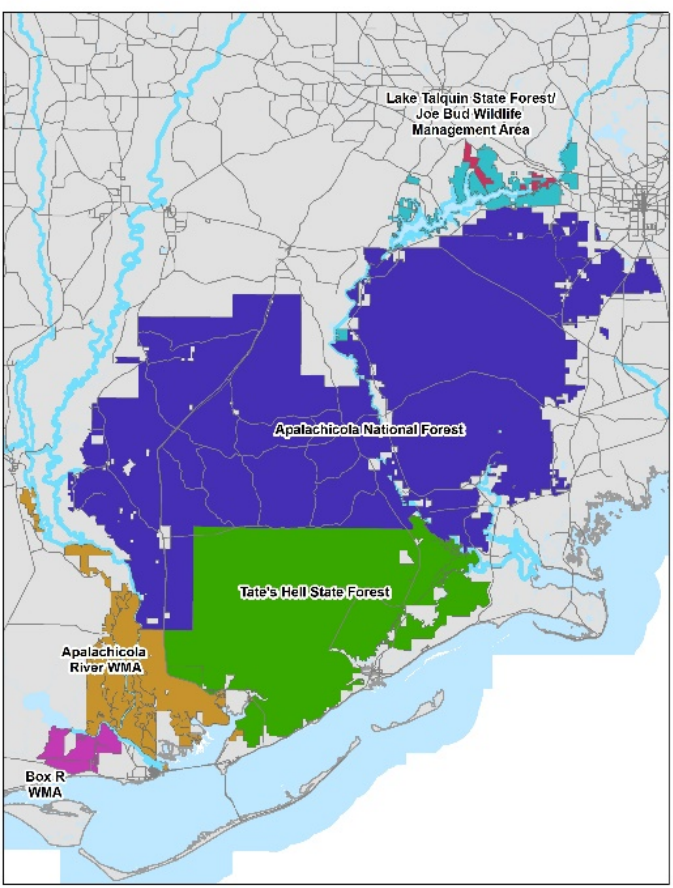 Lake Talquin State Forest/
Joe Bud Wildlife
Management Area
Apalachicola National Forest
Tate's Hell State Forest
Apalachicola
River WMA
Box R
WMA